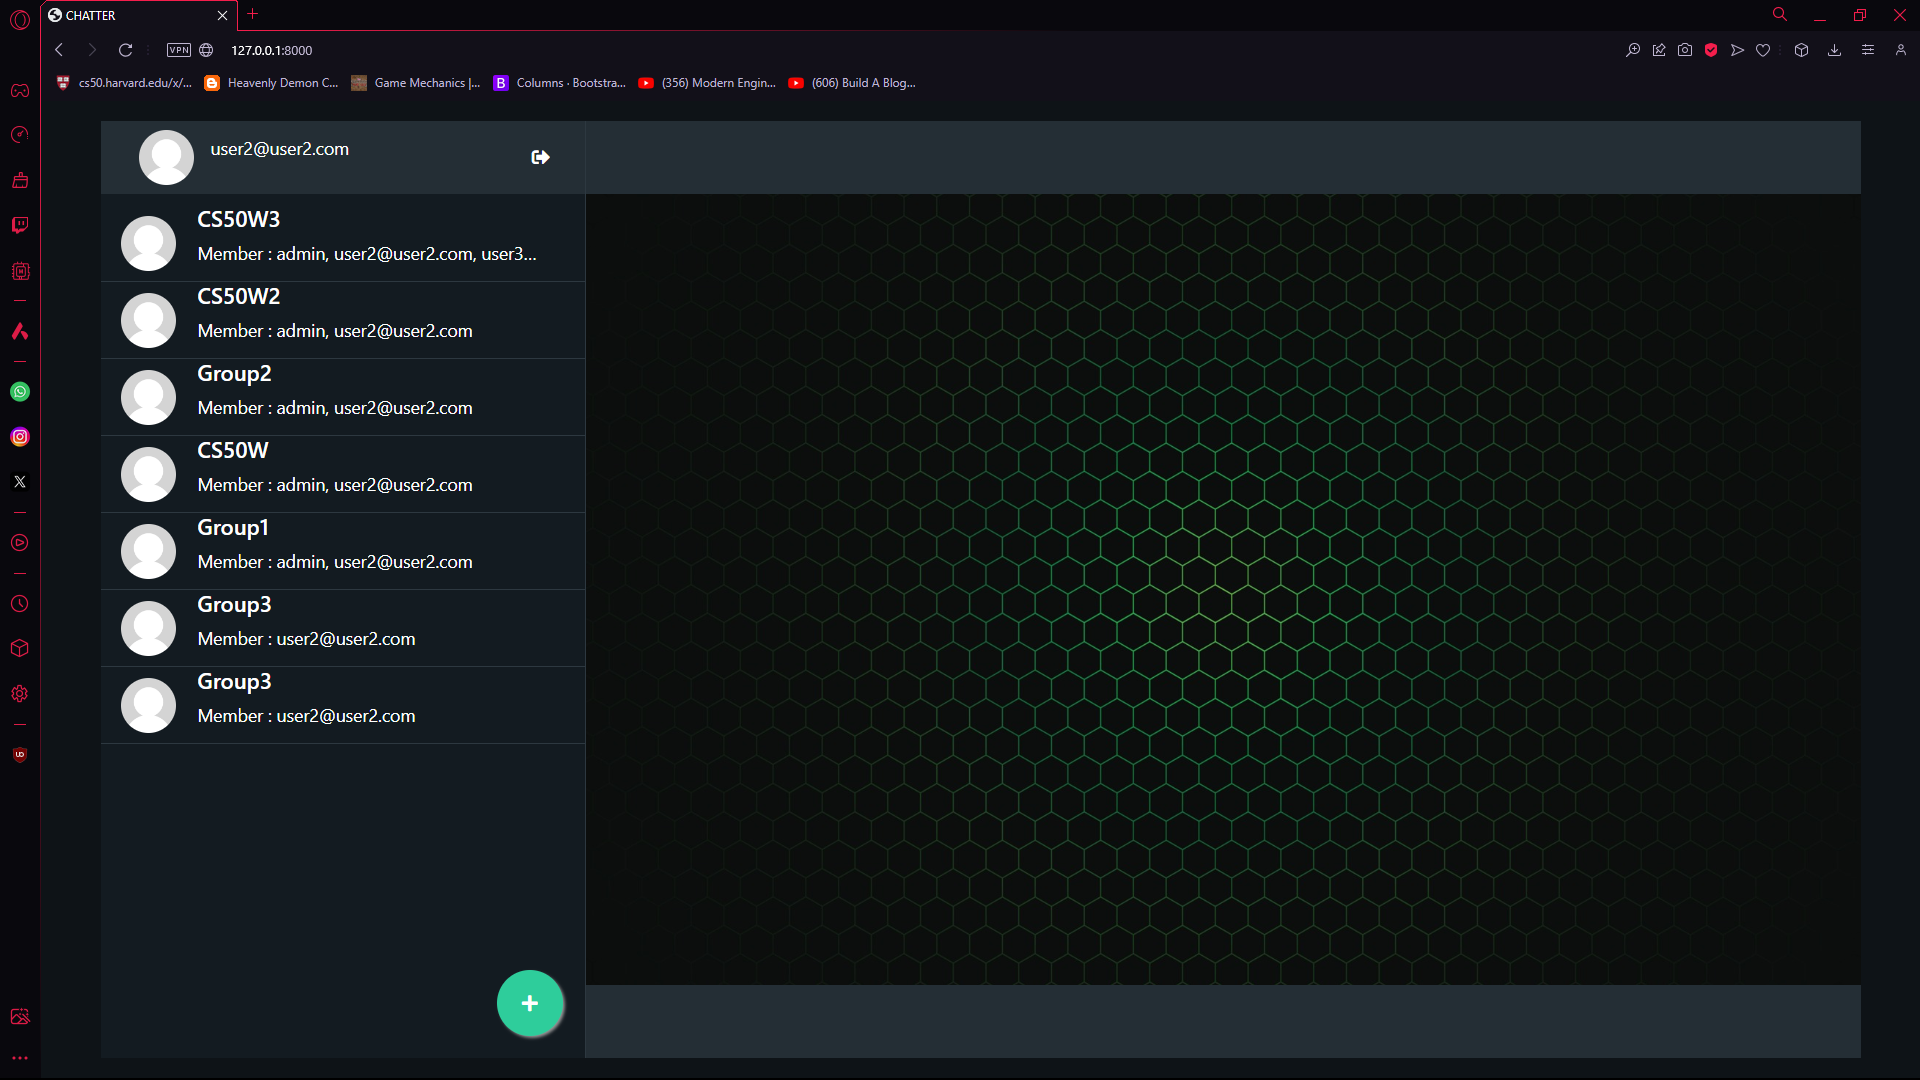 CHATTER
VPN
127.0.0.1:8000
cs50.harvard.edu/x/...
Heavenly Demon C...
Game Mechanics |...
B
Columns · Bootstra...
(356) Modern Engin...
(606) Build A Blog...
user2@user2.com
CS50W3
Member : admin, user2@user2.com, user3...
CS50W2
Member : admin, user2@user2.com
Group2
Member : admin, user2@user2.com
CS50W
Member : admin, user2@user2.com
Group1
Member : admin, user2@user2.com
Group3
Member : user2@user2.com
Group3
Member : user2@user2.com